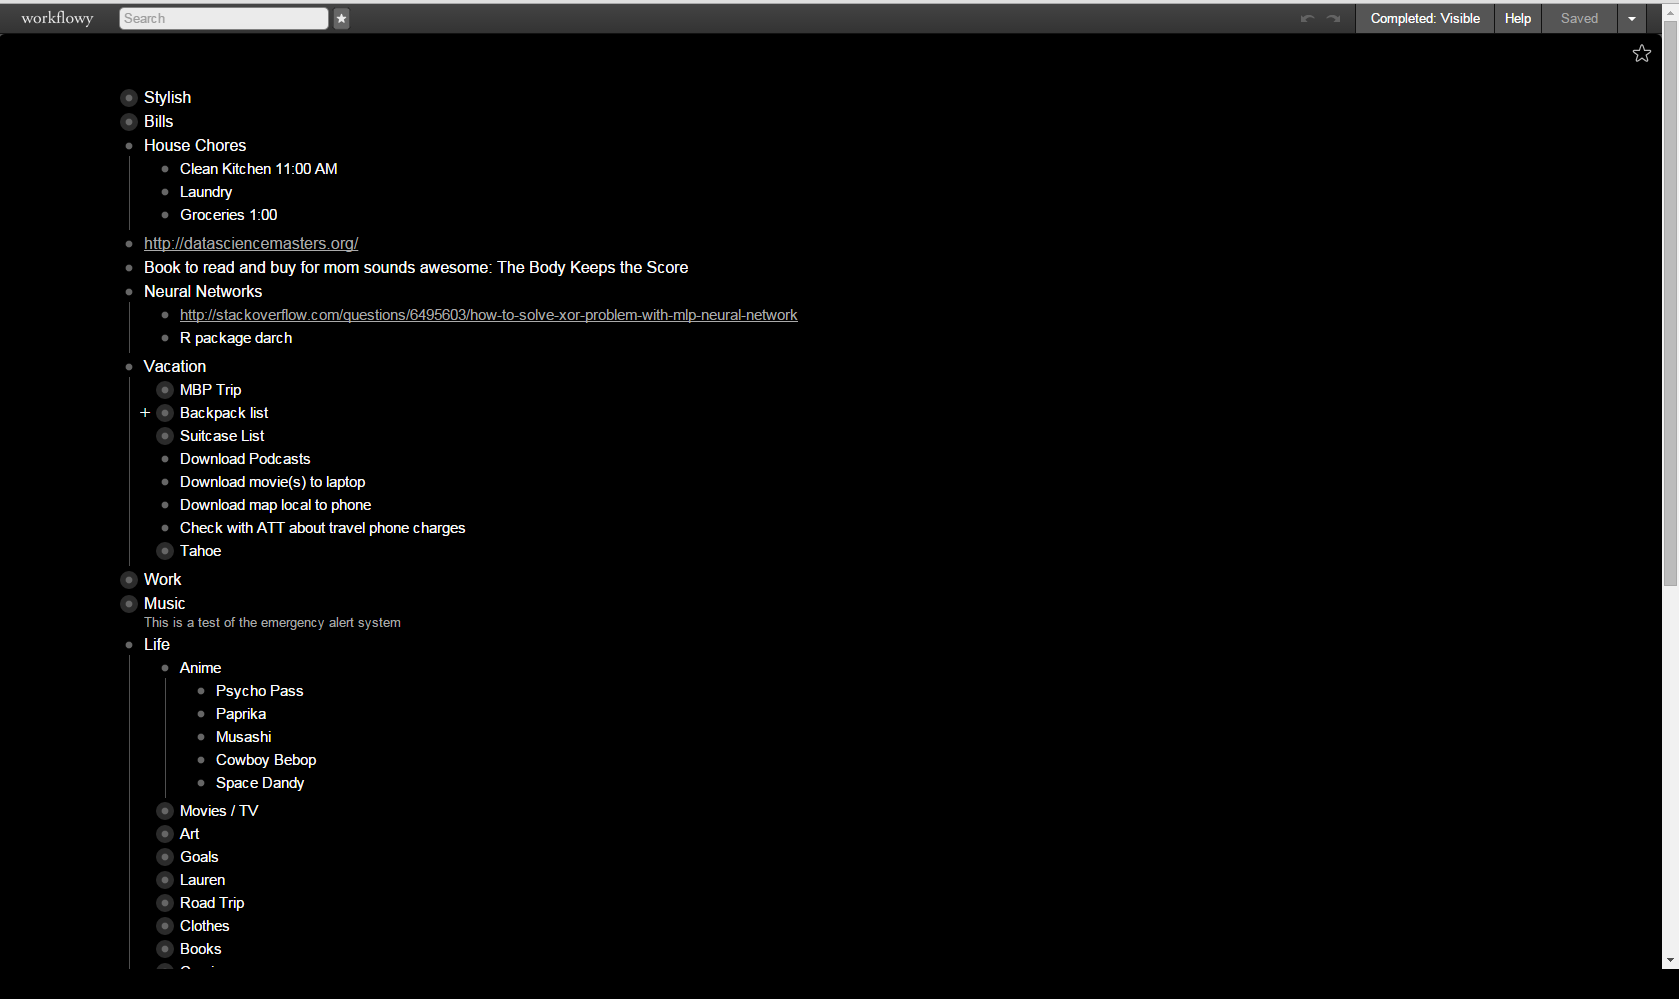 workflowy
Search
Completed: Visible
Help
Saved
Stylish
Bills
House Chores
Clean Kitchen 11:00 AM
Laundry
Groceries 1:00
http://datasciencemasters.org/
Book to read and buy for mom sounds awesome: The Body Keeps the Score
Neural Networks
http://stackoverflow.com/questions/6495603/how-to-solve-xor-problem-with-mlp-neural-network
R package darch
Vacation
MBP Trip
Backpack list
Suitcase List
Download Podcasts
Download movie(s) to laptop
Download map local to phone
Check with ATT about travel phone charges
Tahoe
Work
Music
This is a test of the emergency alert system
Life
Anime
Psycho Pass
Paprika
Musashi
Cowboy Bebop
Space Dandy
Movies / TV
Art
Goals
Lauren
Road Trip
Clothes
Books